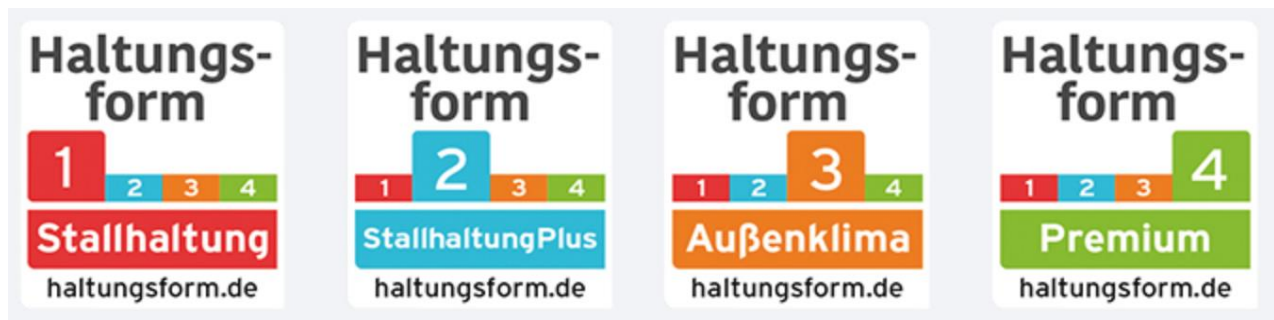 Haltungs-
form
1 2 3 4
Stallhaltung
haltungsform.de
Haltungs-
form
1 2 3 4
StallhaltungPlus
haltungsform.de
Haltungs-
form
1 2 3 4
Außenklima
haltungsform.de
Haltungs-
form
1 2 3 4
Premium
haltungsform.de